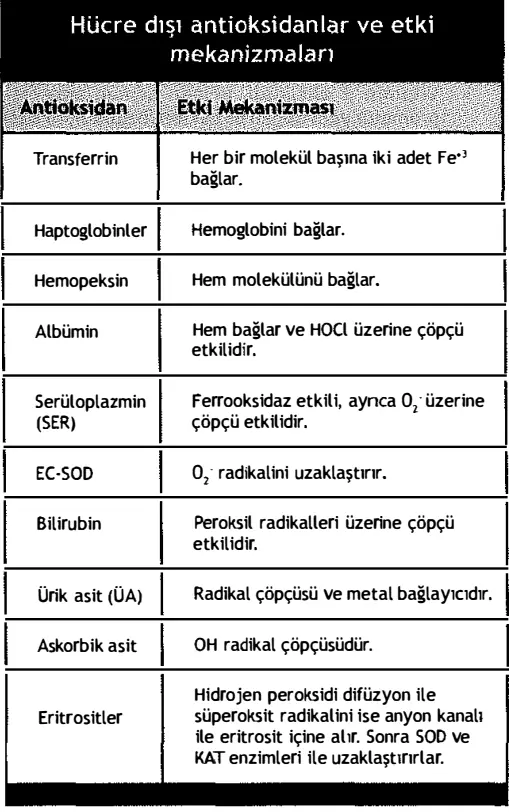 Hücre dışı antioksidanlar ve etki
mekanizmaları
Antioksidan Etki Mekanizması
Transferrin Her bir molekül başına iki adet Fe⁺³
bağlar.
Haptoglobinler Hemoglobini bağlar.
Hemopeksin Hem molekülünü bağlar.
Albümin Hem bağlar ve HOCl üzerine çöpçü
etkilidir.
Serüloplazmin Ferrooksidaz etkili, ayrıca O₂⁻ üzerine
(SER) çöpçü etkilidir.
EC-SOD O₂⁻ radikalini uzaklaştırır.
Bilirubin Peroksil radikalleri üzerine çöpçü
etkilidir.
Ürik asit (ÜA) Radikal çöpçüsü ve metal bağlayıcıdır.
Askorbik asit OH radikal çöpçüsüdür.
Hidrojen peroksidi difüzyon ile
Eritrositler süperoksit radikalini ise anyon kanalı
ile eritrosit içine alır. Sonra SOD ve
KAT enzimleri ile uzaklaştırırlar.